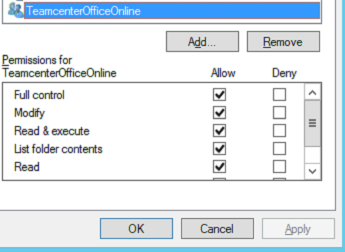 TeamcenterOfficeOnline
Add... Remove
Permissions for
TeamcenterOfficeOnline Allow Deny
Full control
Modify
Read & execute
List folder contents
Read
OK Cancel Apply